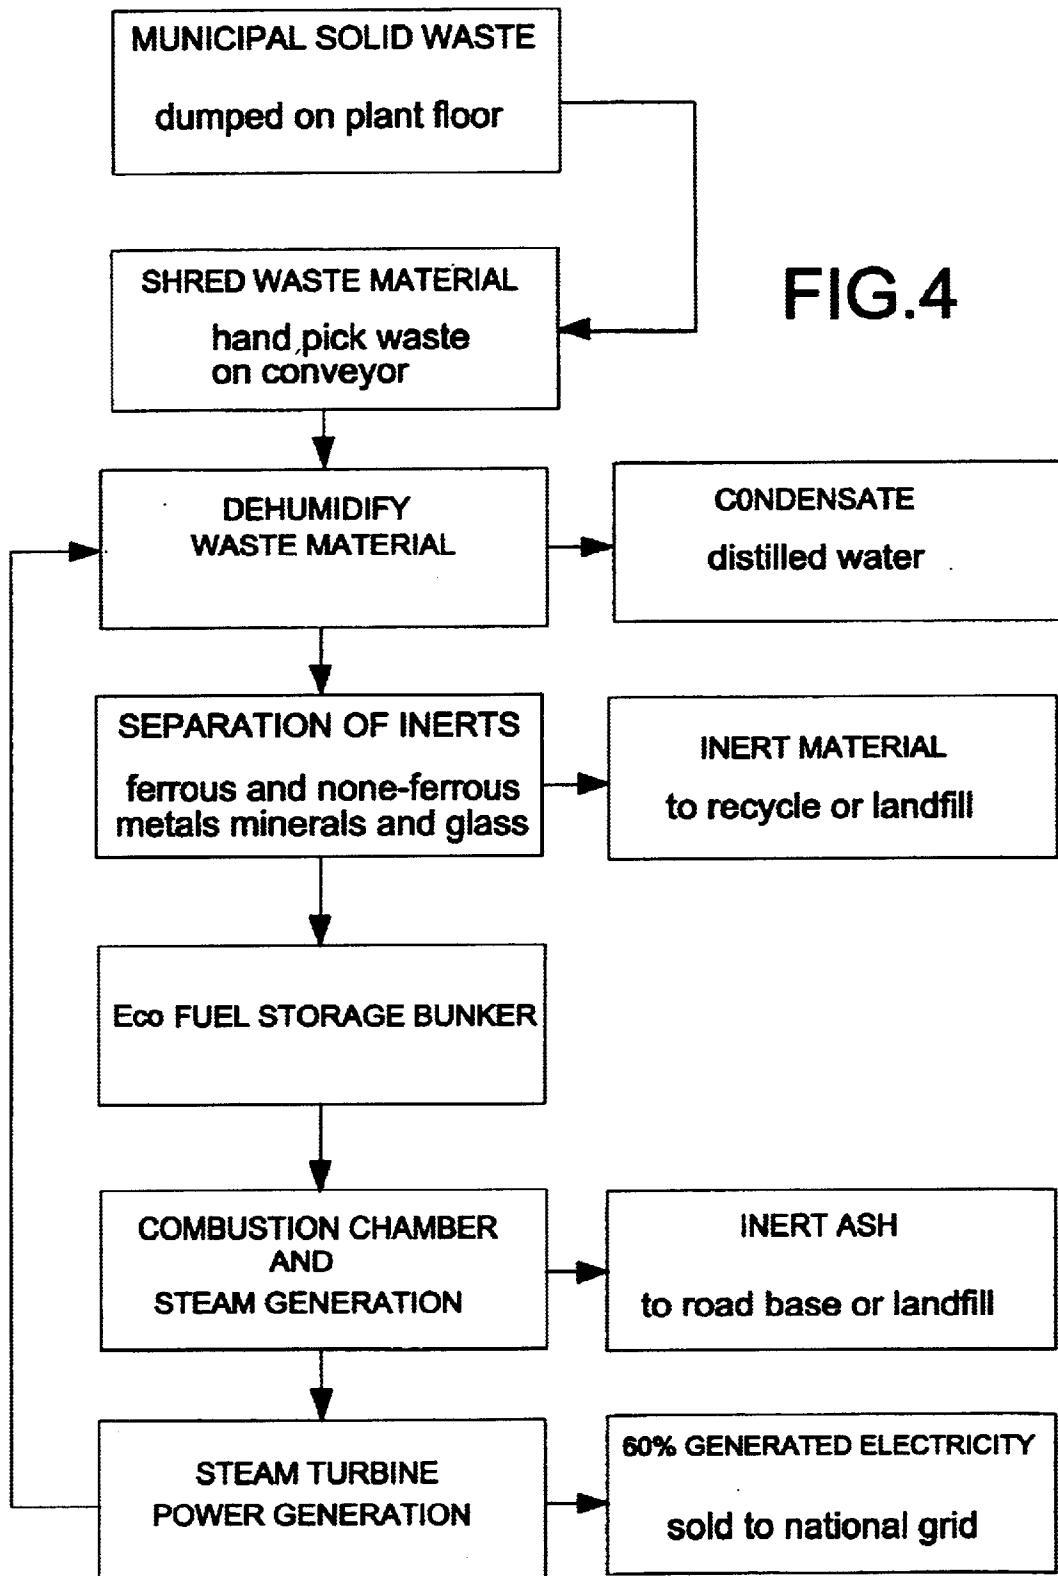 MUNICIPAL SOLID WASTE
dumped on plant floor
SHRED WASTE MATERIAL
hand pick waste
on conveyor
FIG.4
DEHUMIDIFY
WASTE MATERIAL
CONDENSATE
distilled water
SEPARATION OF INERTS
ferrous and none-ferrous
metals minerals and glass
INERT MATERIAL
to recycle or landfill
Eco FUEL STORAGE BUNKER
COMBUSTION CHAMBER
AND
STEAM GENERATION
INERT ASH
to road base or landfill
STEAM TURBINE
POWER GENERATION
60% GENERATED ELECTRICITY
sold to national grid